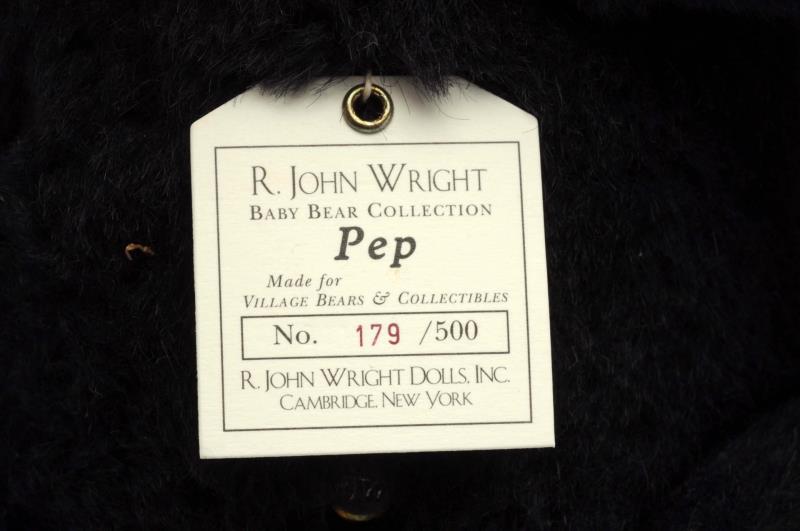 R. JOHN WRIGHT
BABY BEAR COLLECTION
Pep
Made for
VILLAGE BEARS & COLLECTIBLES
No. 179 /500
R. JOHN WRIGHT DOLLS, INC.
CAMBRIDGE, NEW YORK